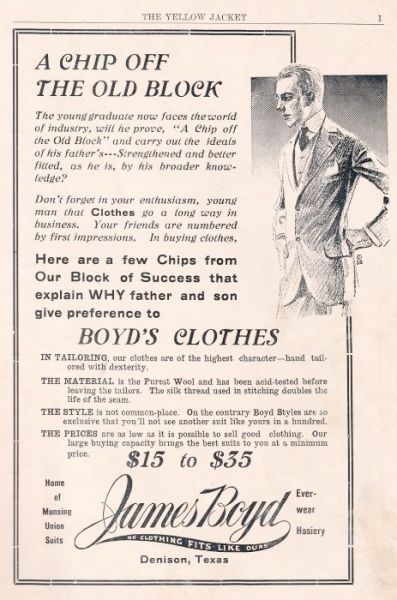 THE YELLOW JACKET 1
A CHIP OFF
THE OLD BLOCK
The young graduate now faces the world
of industry, will he prove, "A Chip off
the Old Block" and carry out the ideals
of his father's---Strengthened and better
fitted, as he is, by his broader know-
ledge?
Don't forget in your enthusiasm, young
man that Clothes go a long way in
business. Your friends are numbered
by first impressions. In buying clothes,
Here are a few Chips from
Our Block of Success that
explain WHY father and son
give preference to
BOYD'S CLOTHES
IN TAILORING, our clothes are of the highest character—hand tail-
ored with dexterity.
THE MATERIAL is the Purest Wool and has been acid-tested before
leaving the tailors. The silk thread used in stitching doubles the
life of the seam.
THE STYLE is not common-place. On the contrary Boyd Styles are so
exclusive that you'll not see another suit like yours in a hundred.
THE PRICES are as low as it is possible to sell good clothing. Our
large buying capacity brings the best suits to you at a minimum
price.
$15 to $35
Home
of
Munsing
Union
Suits
James Boyd
NO CLOTHING FITS LIKE OURS
Ever-
wear
Hosiery
Denison, Texas